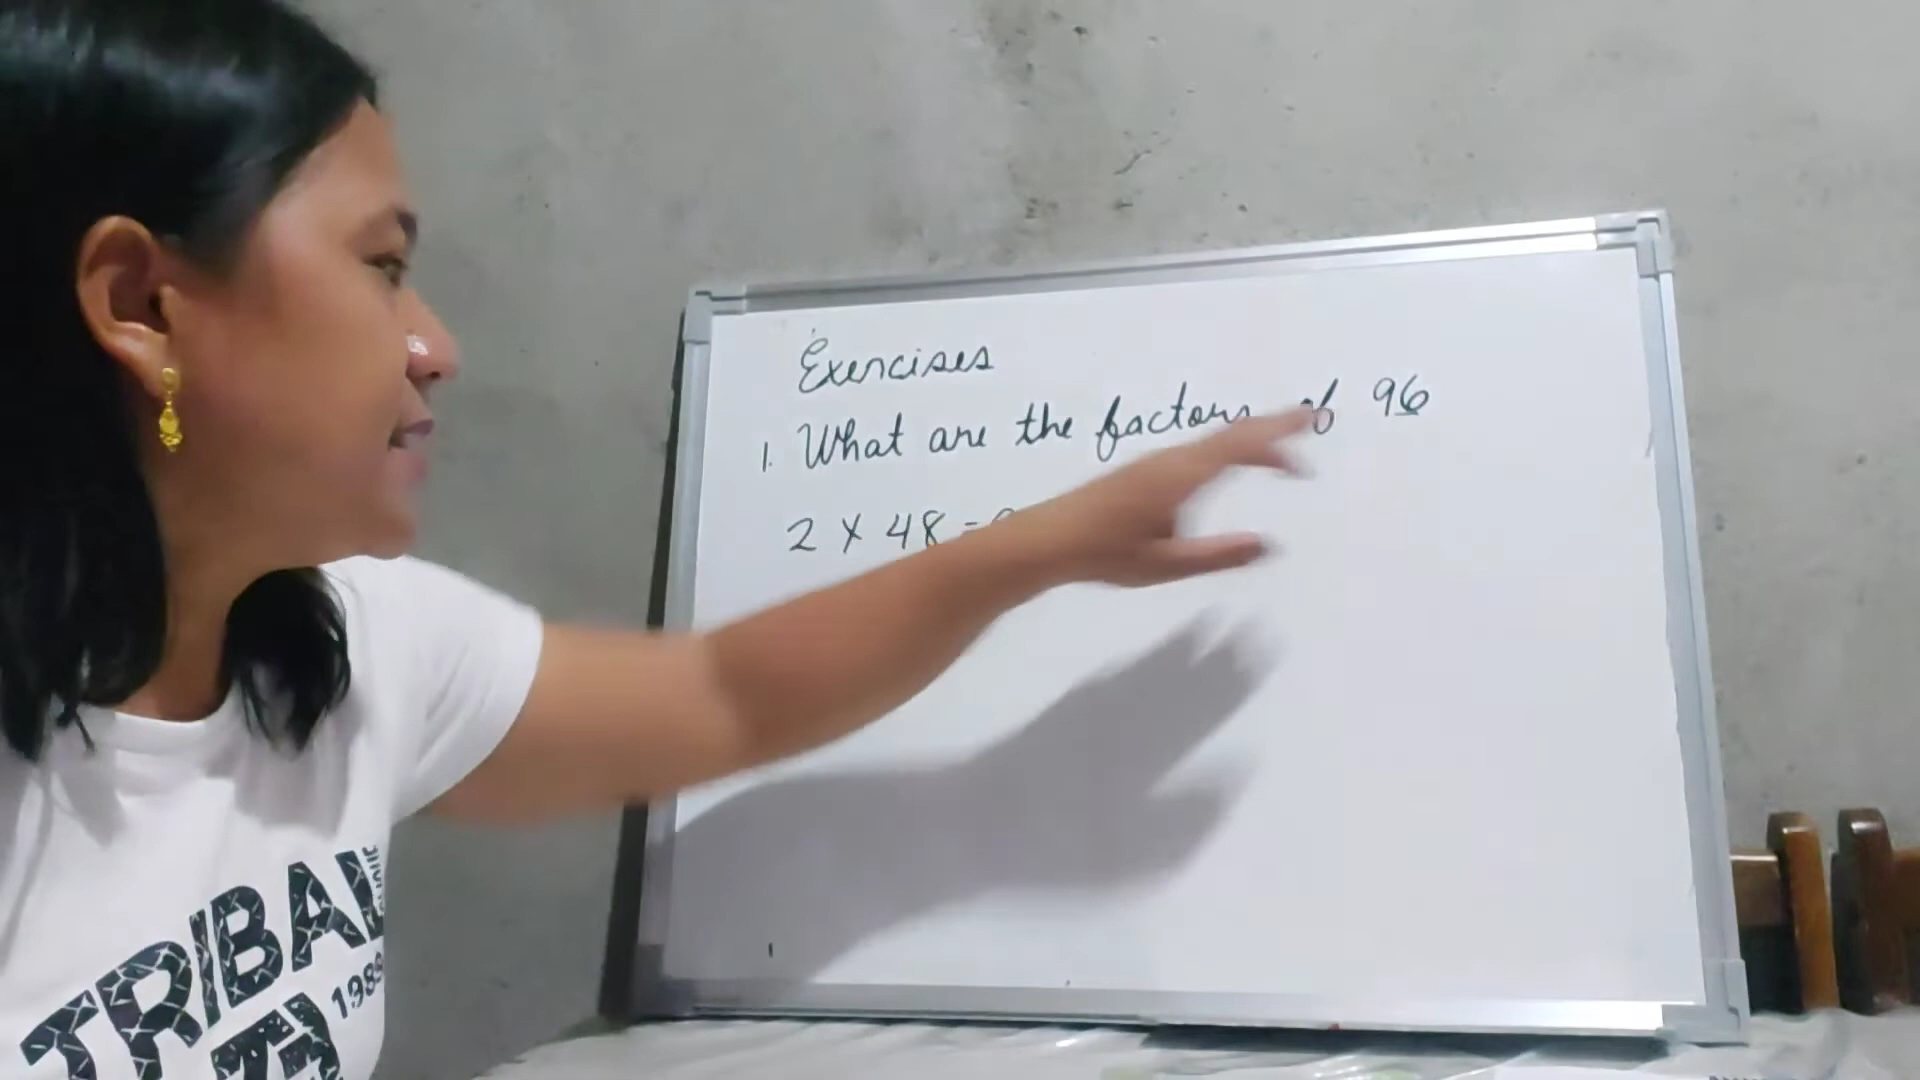 Exercises
1. What are the factors of 96
2 X 48 =
TRIBAL
1989